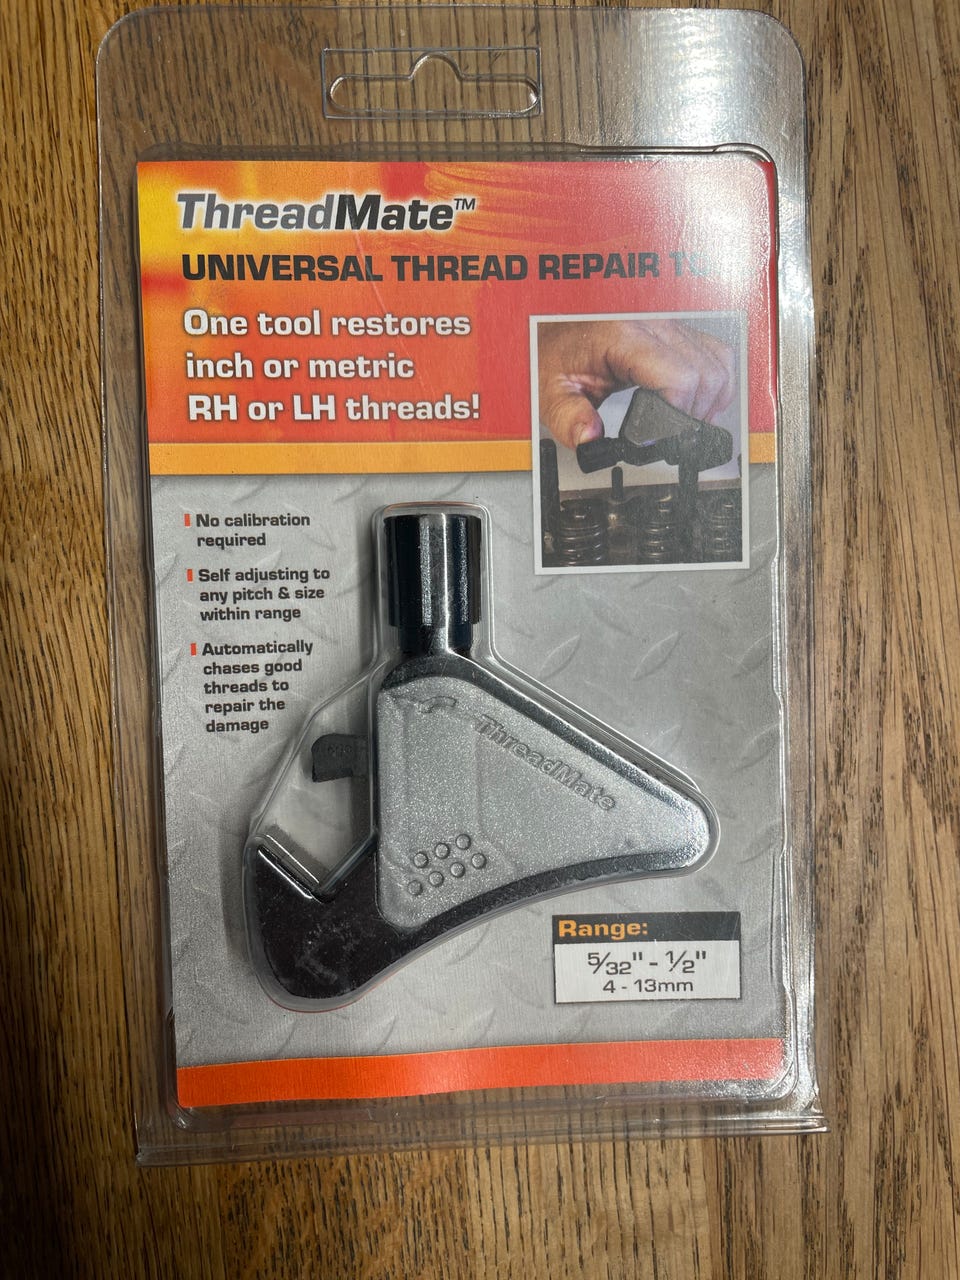 ThreadMate™
UNIVERSAL THREAD REPAIR
One tool restores
inch or metric
RH or LH threads!
No calibration
required
Self adjusting to
any pitch & size
within range
Automatically
chases good
threads to
repair the
damage
ThreadMate
Range:
5/32" - 1/2"
4 - 13mm